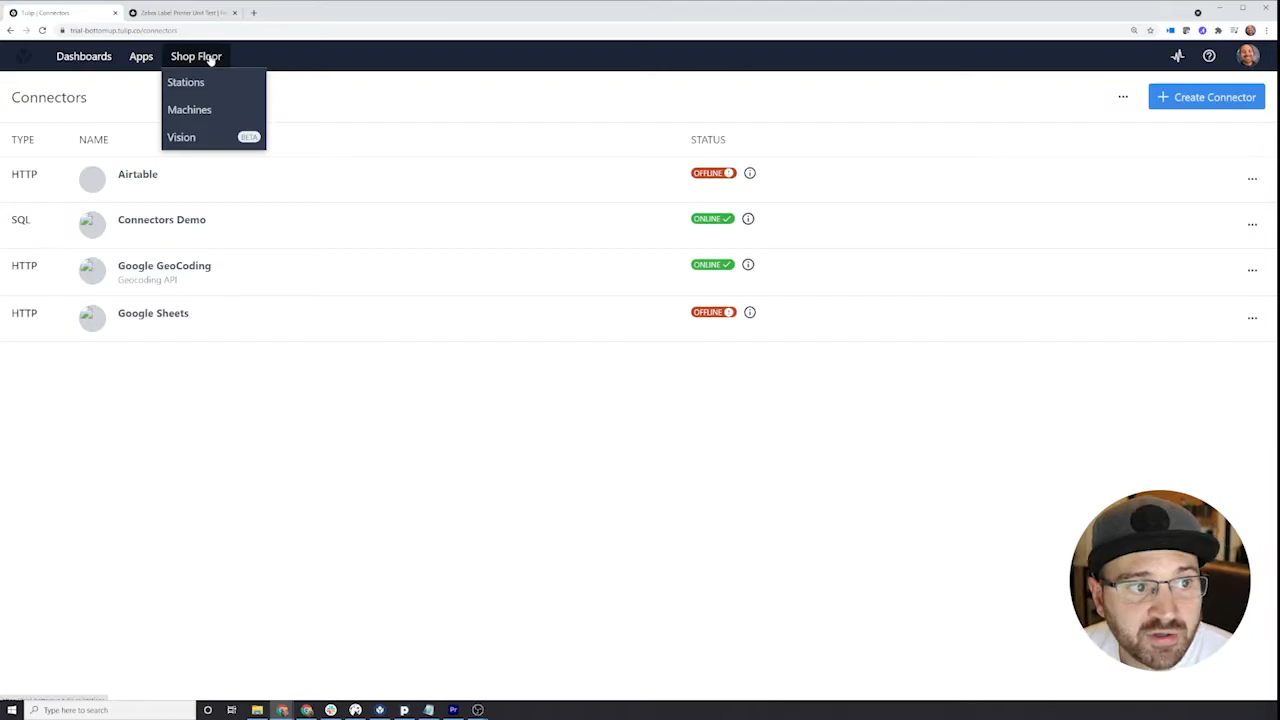 Tulip | Connectors
Zebra Label Printer Unit Test |
trial-bottomup.tulip.co/connectors
Dashboards Apps Shop Floor
Stations
Machines
Vision BETA
Connectors
... + Create Connector
TYPE NAME STATUS
HTTP Airtable OFFLINE ...
SQL Connectors Demo ONLINE ...
HTTP Google GeoCoding ONLINE ...
Geocoding API
HTTP Google Sheets OFFLINE ...
Type here to search